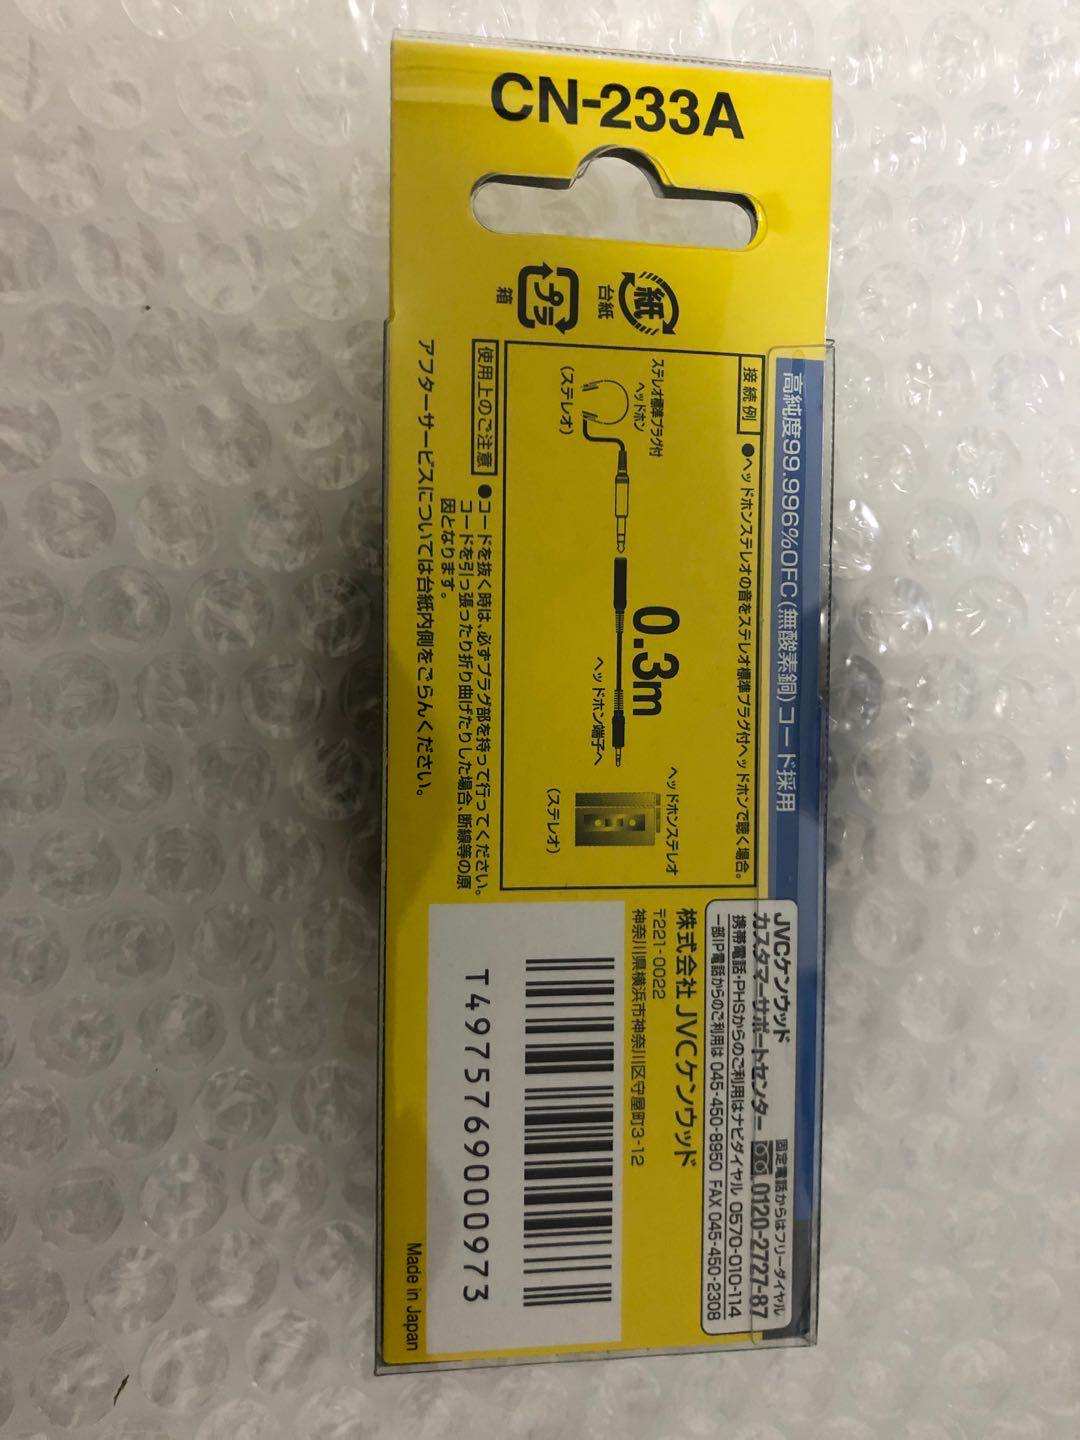 CN-233A
紙
台紙
プラ
箱
高純度99.996%OFC(無酸素銅)コード採用
接続例
●ヘッドホンステレオの音をステレオ標準プラグ付ヘッドホンで聴く場合。
ステレオ標準プラグ付
ヘッドホン
(ステレオ)
0.3m
ヘッドホン端子へ
ヘッドホンステレオ
(ステレオ)
使用上のご注意
●コードを抜く時は、必ずプラグ部を持って行ってください。
コードを引っ張ったり折り曲げたりした場合、断線等の原
因となります。
アフターサービスについては台紙内側をごらんください。
JVCケンウッド
カスタマーサポートセンター
固定電話からはフリーダイヤル
0120-2727-87
携帯電話・PHSからのご利用はナビダイヤル 0570-010-114
一部IP電話からのご利用は 045-450-8950 FAX 045-450-2308
株式会社 JVCケンウッド
〒221-0022
神奈川県横浜市神奈川区守屋町3-12
T4975769000973
Made in Japan